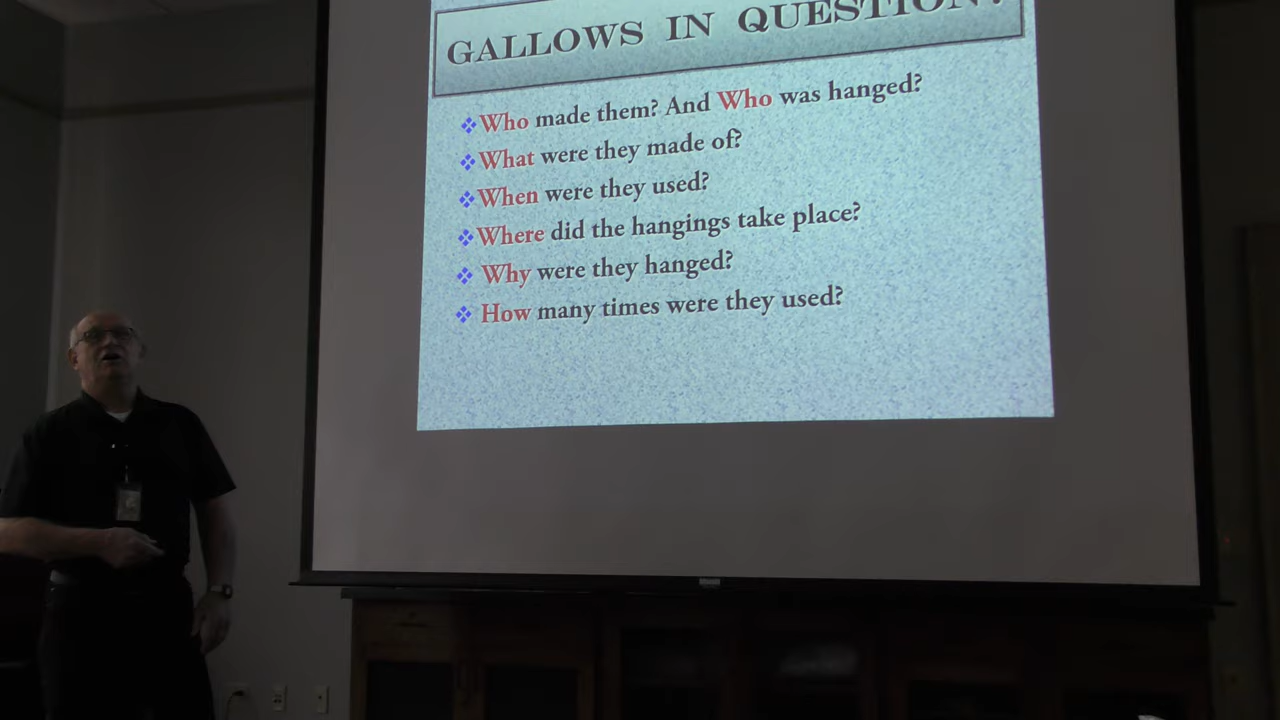 GALLOWS IN QUESTION?
Who made them? And Who was hanged?
What were they made of?
When were they used?
Where did the hangings take place?
Why were they hanged?
How many times were they used?